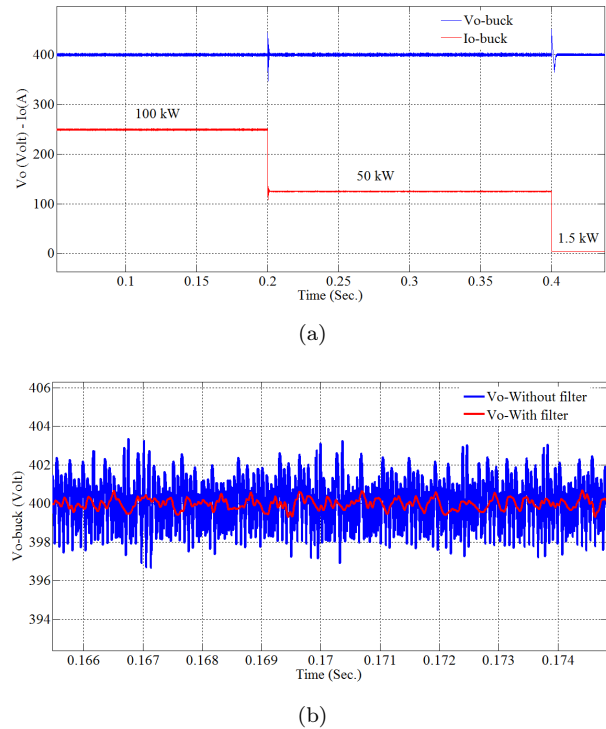 Vo-buck
Io-buck
Vo (Volt) - Io(A)
400
300
200
100
0
100 kW
50 kW
1.5 kW
0.1
0.15
0.2
0.25
0.3
0.35
0.4
Time (Sec.)
(a)
Vo-Without filter
Vo-With filter
Vo-buck (Volt)
406
404
402
400
398
396
394
0.166
0.167
0.168
0.169
0.17
0.171
0.172
0.173
0.174
Time (Sec.)
(b)